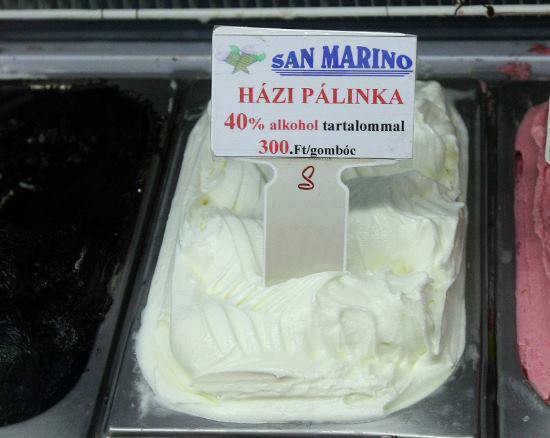 SAN MARINO
HÁZI PÁLINKA
40% alkohol tartalommal
300.Ft/gombóc
S